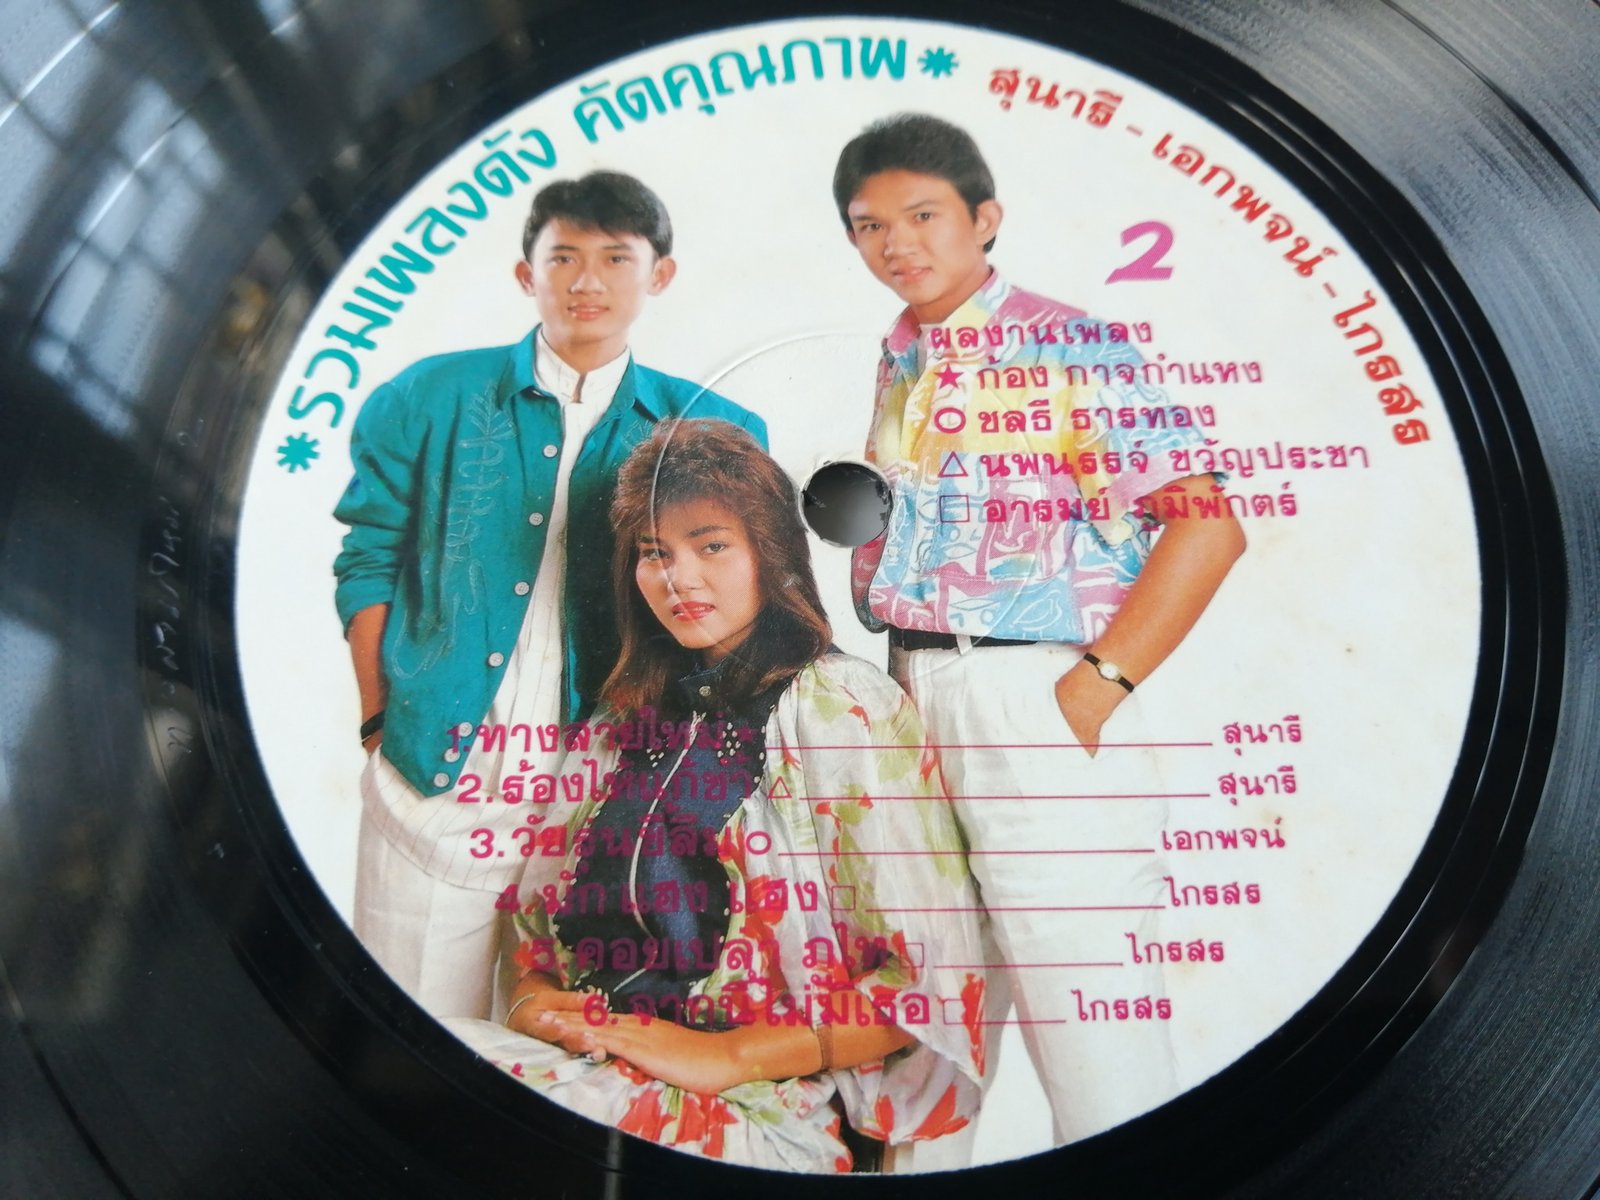 รวมเพลงดัง คัดคุณภาพ
สุนารี - เอกพจน์ - ไกรสร
2
ผลงานเพลง
★ ก้อง กาจกำแหง
○ ชลธี ธารทอง
△ นพนรรจ์ ขวัญประชา
□ อารมย์ ภูมิพักตร์
1.ทางสายใหม่ ★ สุนารี
2.ร้องไห้แก้ขำ △ สุนารี
3.วัยรุ่นขี้ลืม ○ เอกพจน์
4.มัก แฮง แฮง □ ไกรสร
5.คอยเปล่า ภูไท □ ไกรสร
6.จากนี้ไม่มีเธอ □ ไกรสร